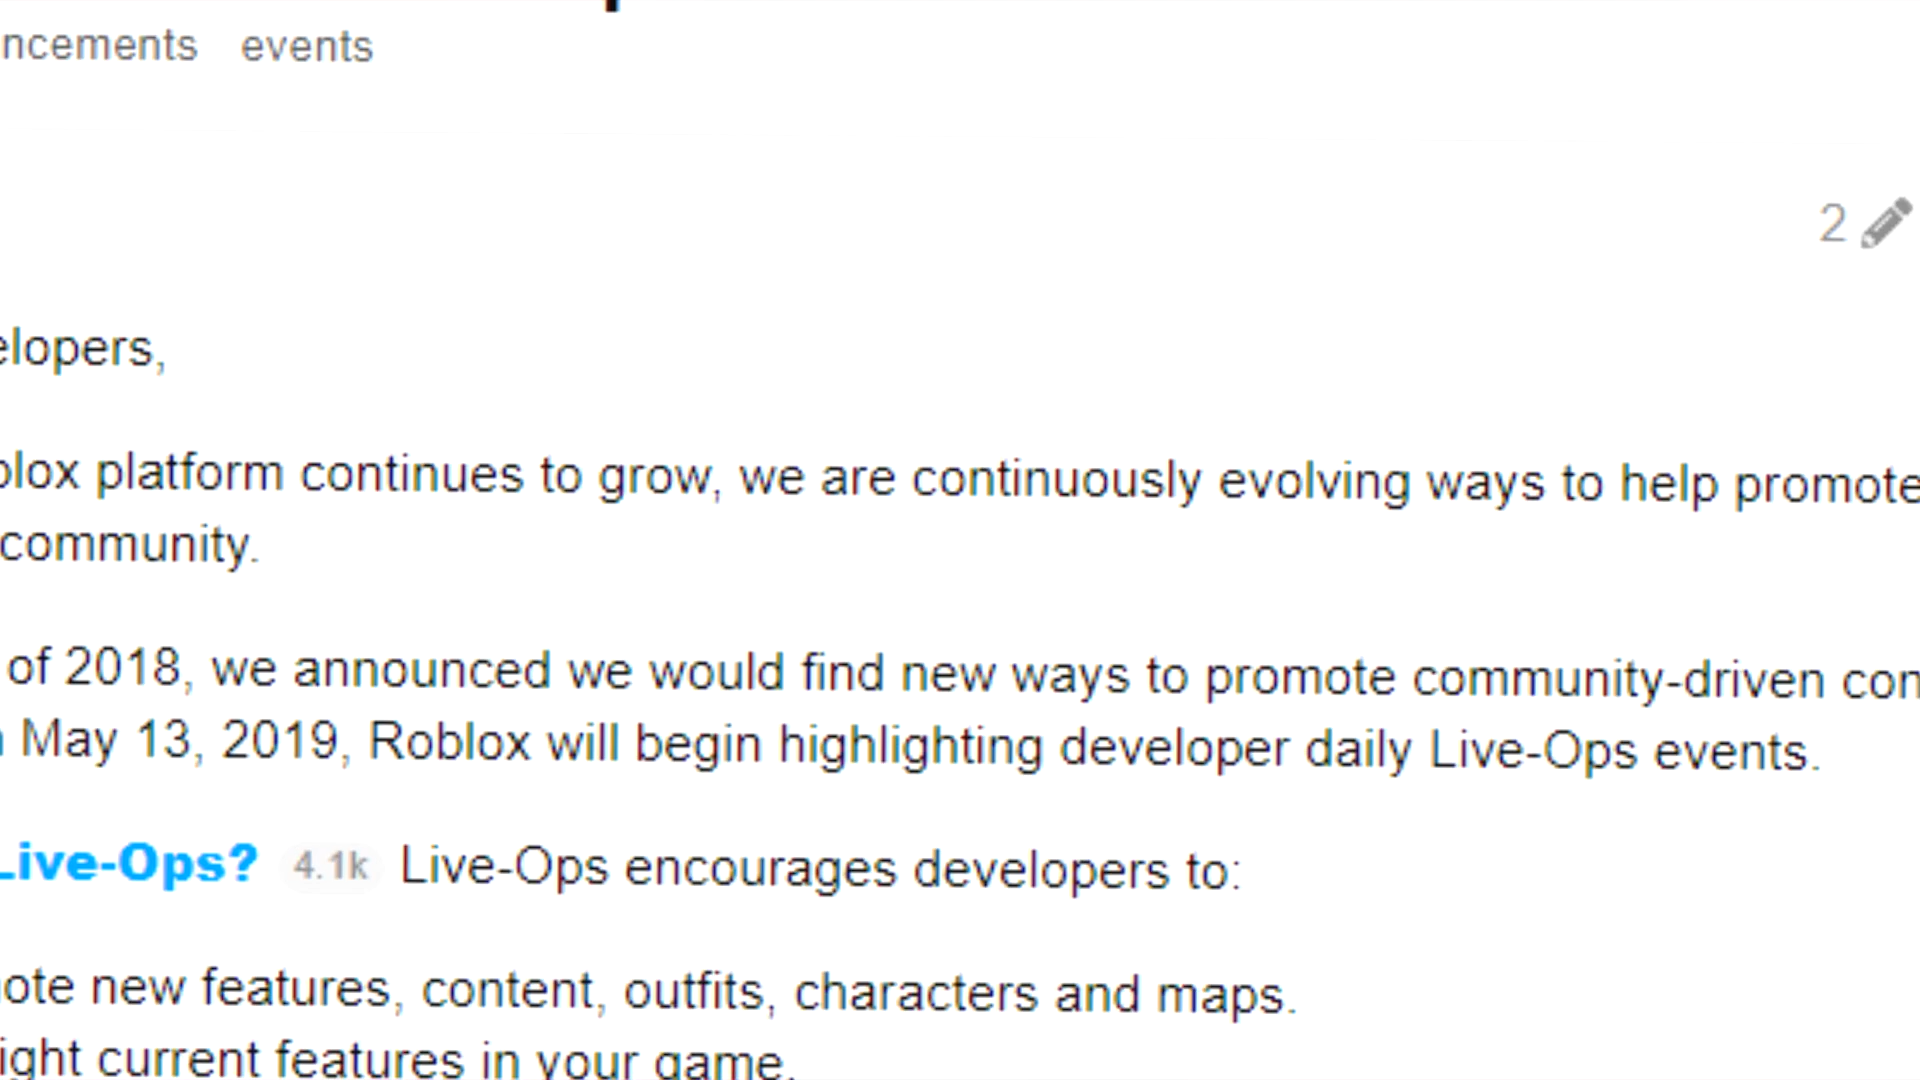 ncements events
2
elopers,
blox platform continues to grow, we are continuously evolving ways to help promote
community.
of 2018, we announced we would find new ways to promote community-driven con
May 13, 2019, Roblox will begin highlighting developer daily Live-Ops events.
Live-Ops? 4.1k Live-Ops encourages developers to:
ote new features, content, outfits, characters and maps.
ight current features in your game.